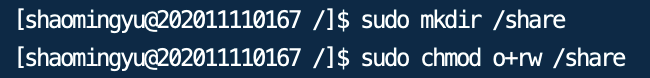 [shaomingyu@202011110167 /]$ sudo mkdir /share
[shaomingyu@202011110167 /]$ sudo chmod o+rw /share